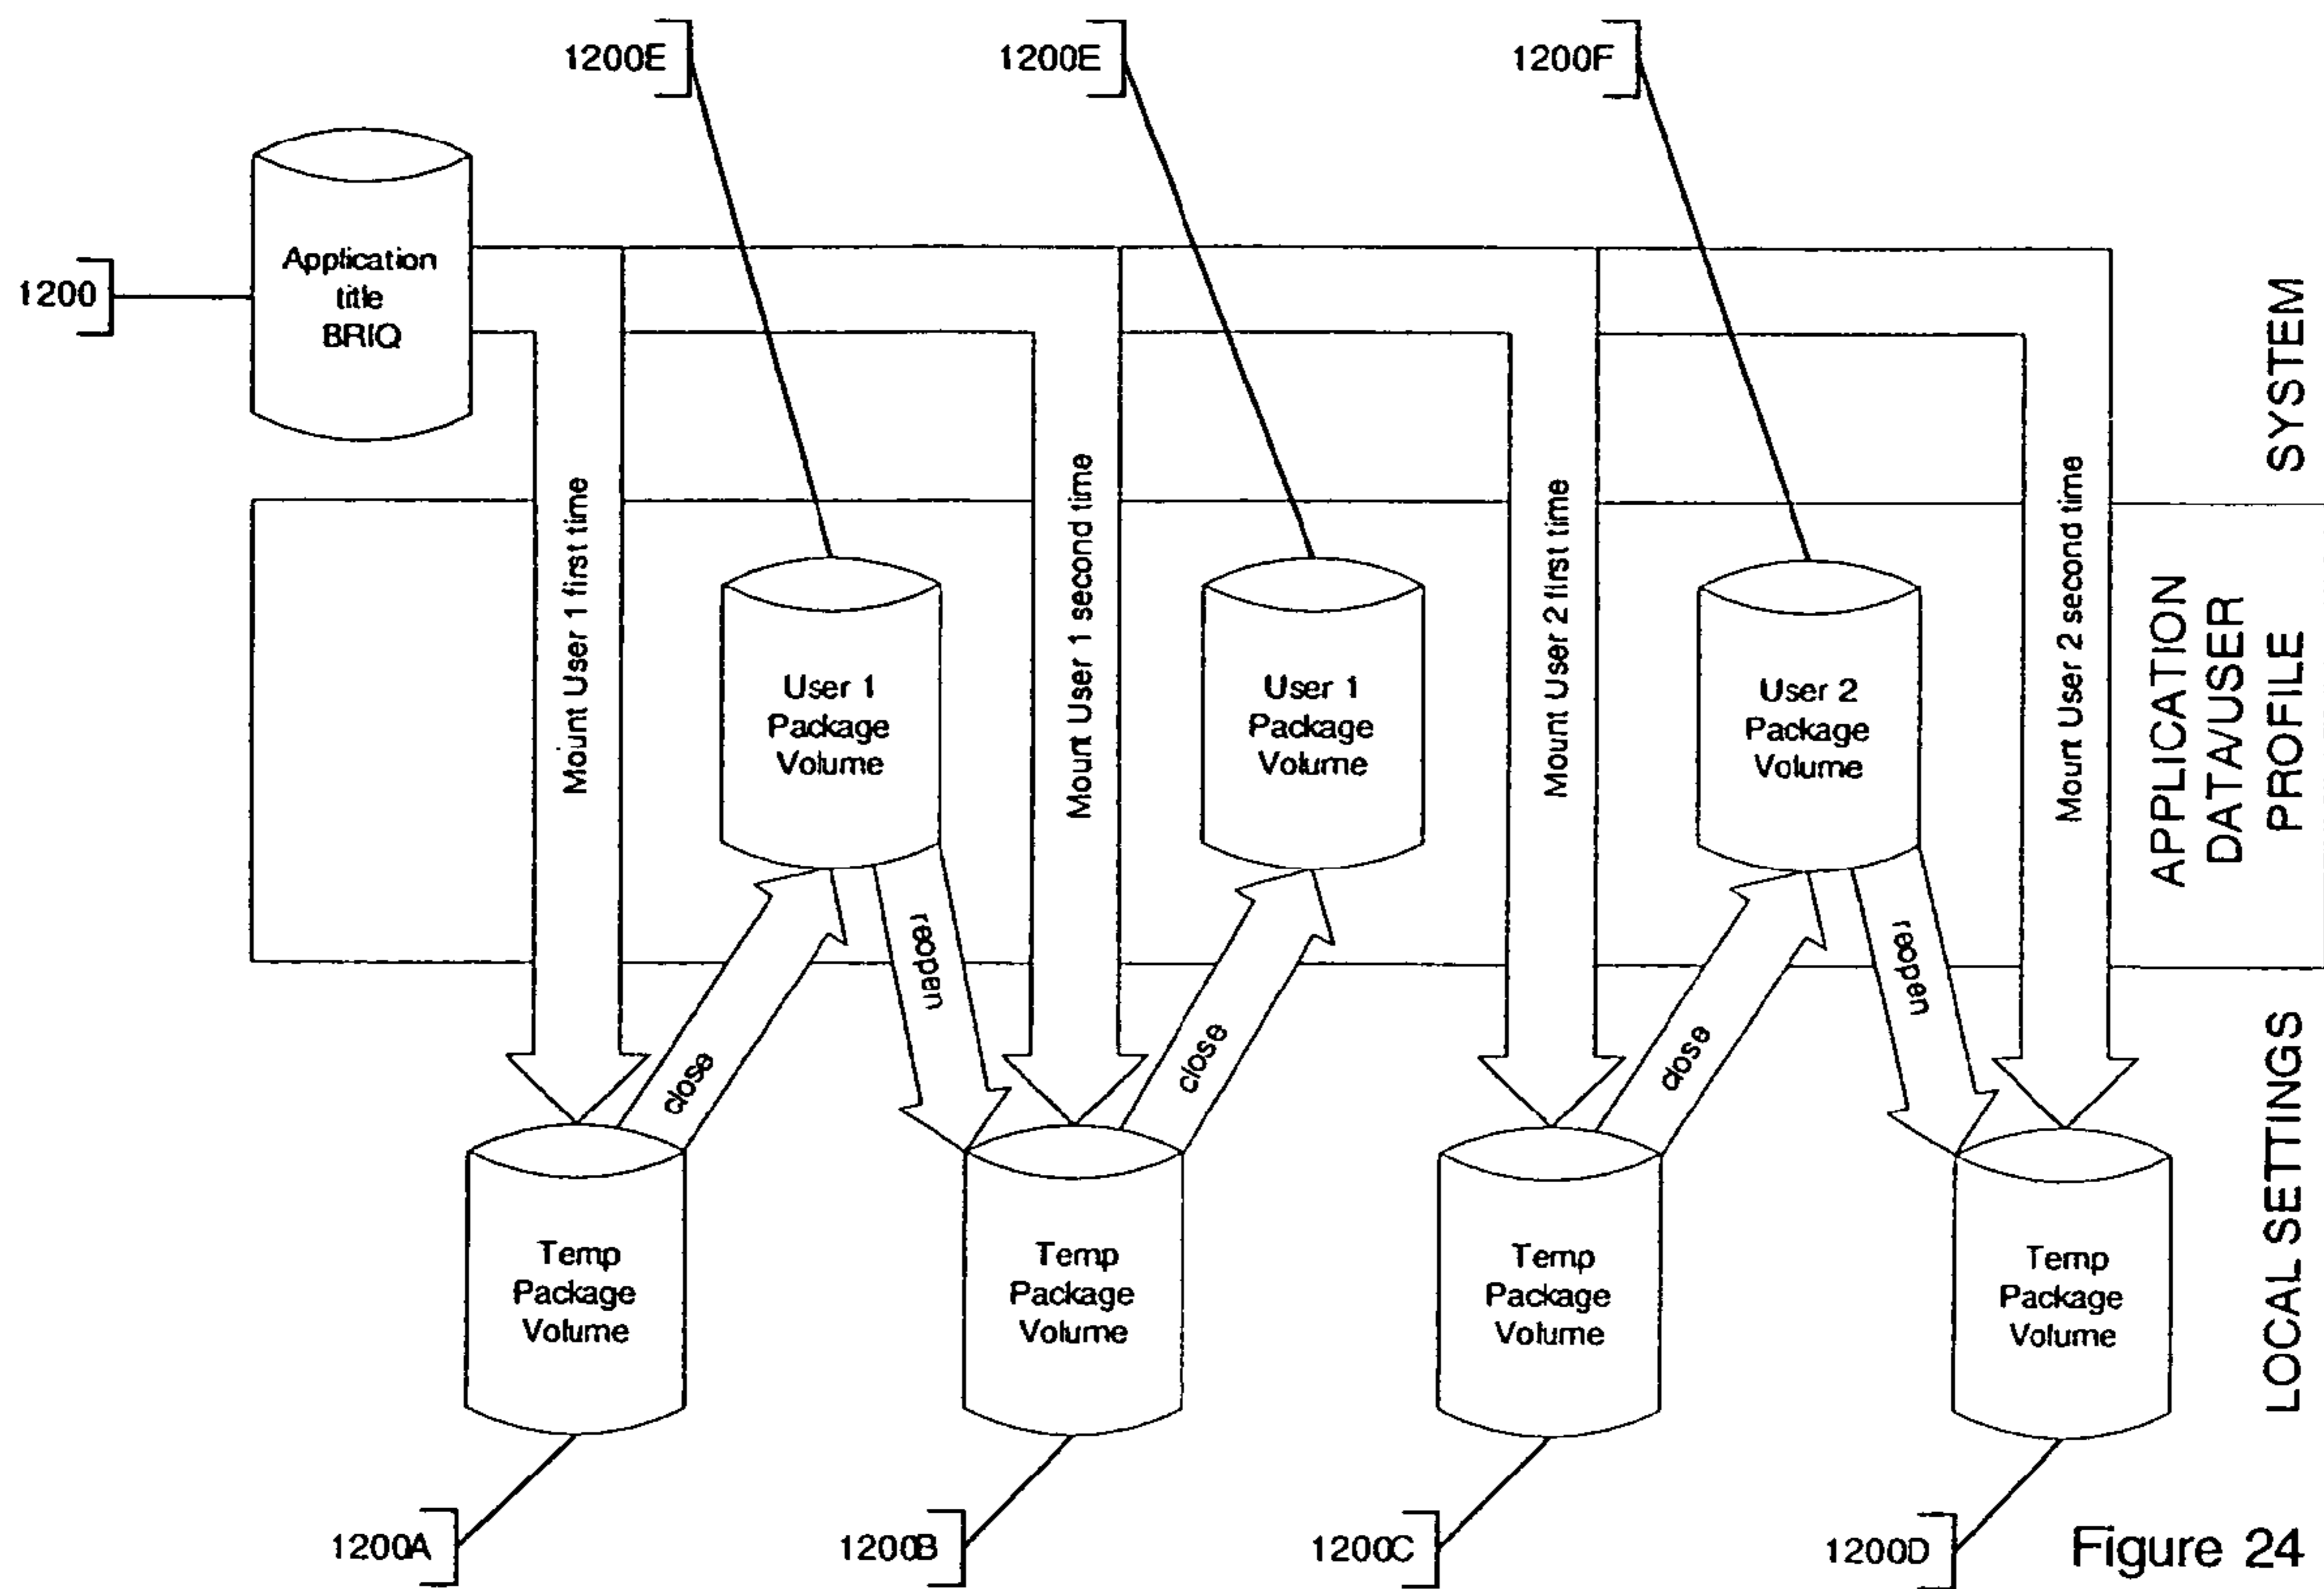 1200E
1200E
1200F
1200
Application
title
BRIQ
SYSTEM
Mount User 1 first time
Mount User 1 second time
Mount User 2 first time
Mount User 2 second time
User 1
Package
Volume
User 1
Package
Volume
User 2
Package
Volume
APPLICATION
DATA/USER
PROFILE
reopen
reopen
close
close
close
LOCAL SETTINGS
Temp
Package
Volume
Temp
Package
Volume
Temp
Package
Volume
Temp
Package
Volume
1200A
1200B
1200C
1200D
Figure 24